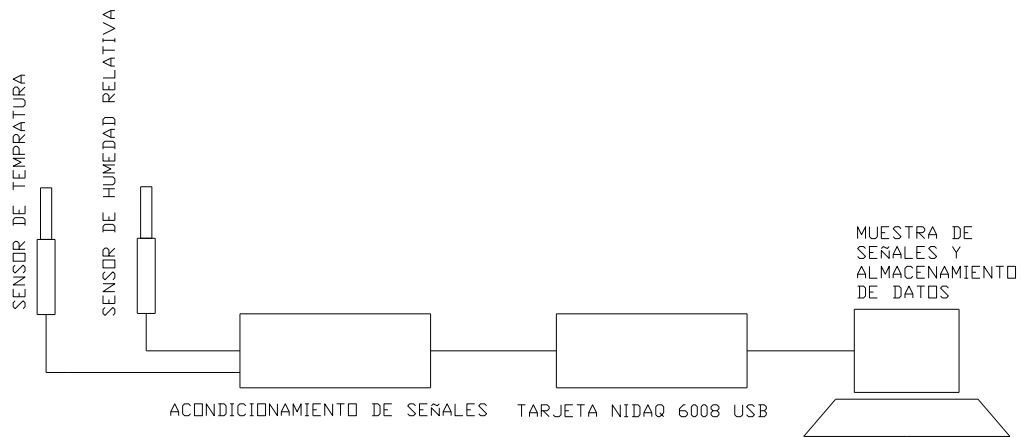 SENSOR DE TEMPRATURA
SENSOR DE HUMEDAD RELATIVA
MUESTRA DE
SEÑALES Y
ALMACENAMIENTO
DE DATOS
ACONDICIONAMIENTO DE SEÑALES
TARJETA NIDAQ 6008 USB